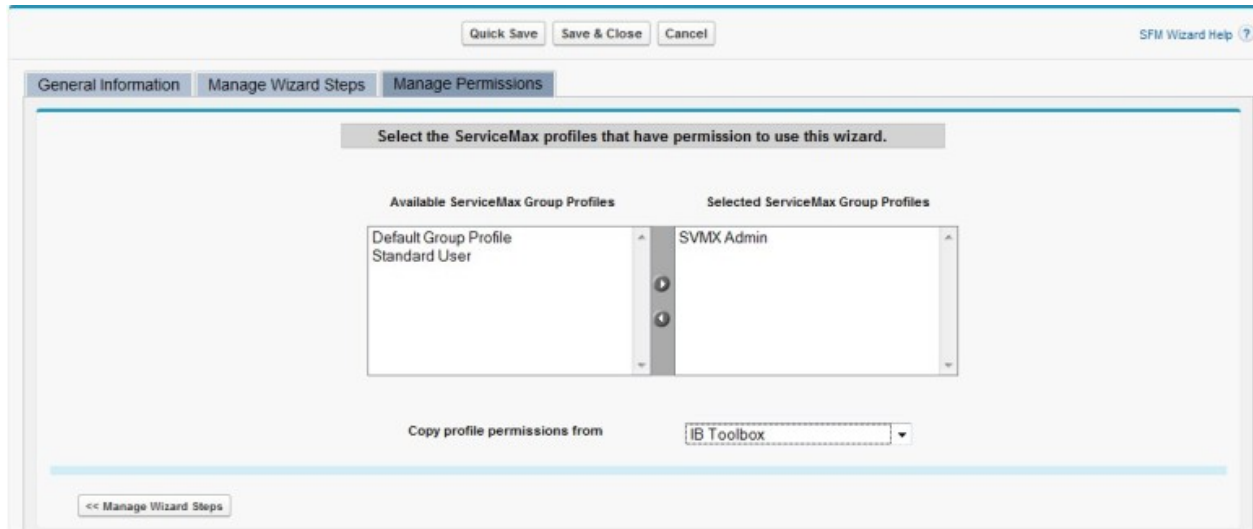 Quick Save Save & Close Cancel SFM Wizard Help ?
General Information Manage Wizard Steps Manage Permissions
Select the ServiceMax profiles that have permission to use this wizard.
Available ServiceMax Group Profiles Selected ServiceMax Group Profiles
Default Group Profile SVMX Admin
Standard User
Copy profile permissions from IB Toolbox
<< Manage Wizard Steps